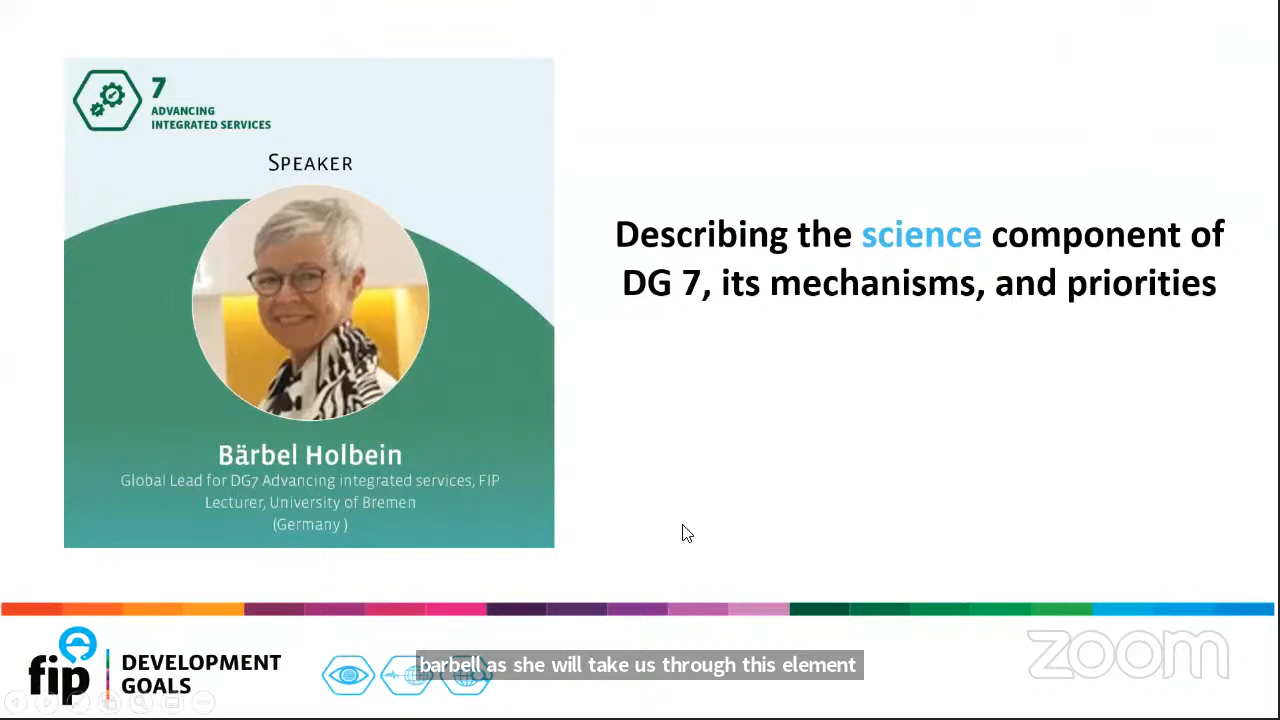 7
ADVANCING
INTEGRATED SERVICES
SPEAKER
Bärbel Holbein
Global Lead for DG7 Advancing integrated services, FIP
Lecturer, University of Bremen
(Germany )
Describing the science component of
DG 7, its mechanisms, and priorities
fip
DEVELOPMENT
GOALS
barbell as she will take us through this element
zoom